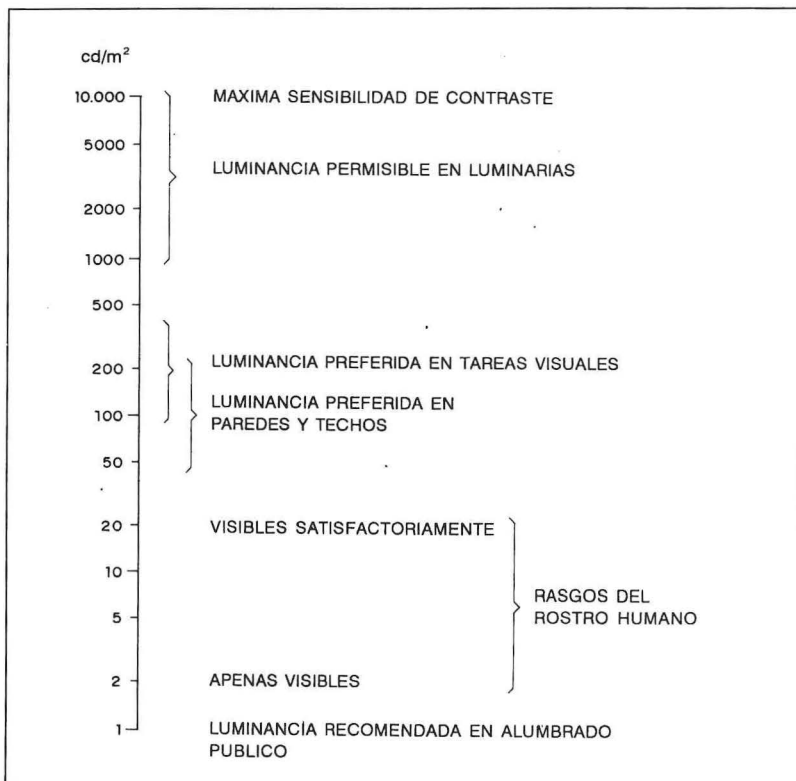 cd/m²
10.000 MAXIMA SENSIBILIDAD DE CONTRASTE
5000
LUMINANCIA PERMISIBLE EN LUMINARIAS
2000
1000
500
200 LUMINANCIA PREFERIDA EN TAREAS VISUALES
LUMINANCIA PREFERIDA EN
100 PAREDES Y TECHOS
50
20 VISIBLES SATISFACTORIAMENTE
10
RASGOS DEL
5 ROSTRO HUMANO
2 APENAS VISIBLES
1 LUMINANCIA RECOMENDADA EN ALUMBRADO
PUBLICO